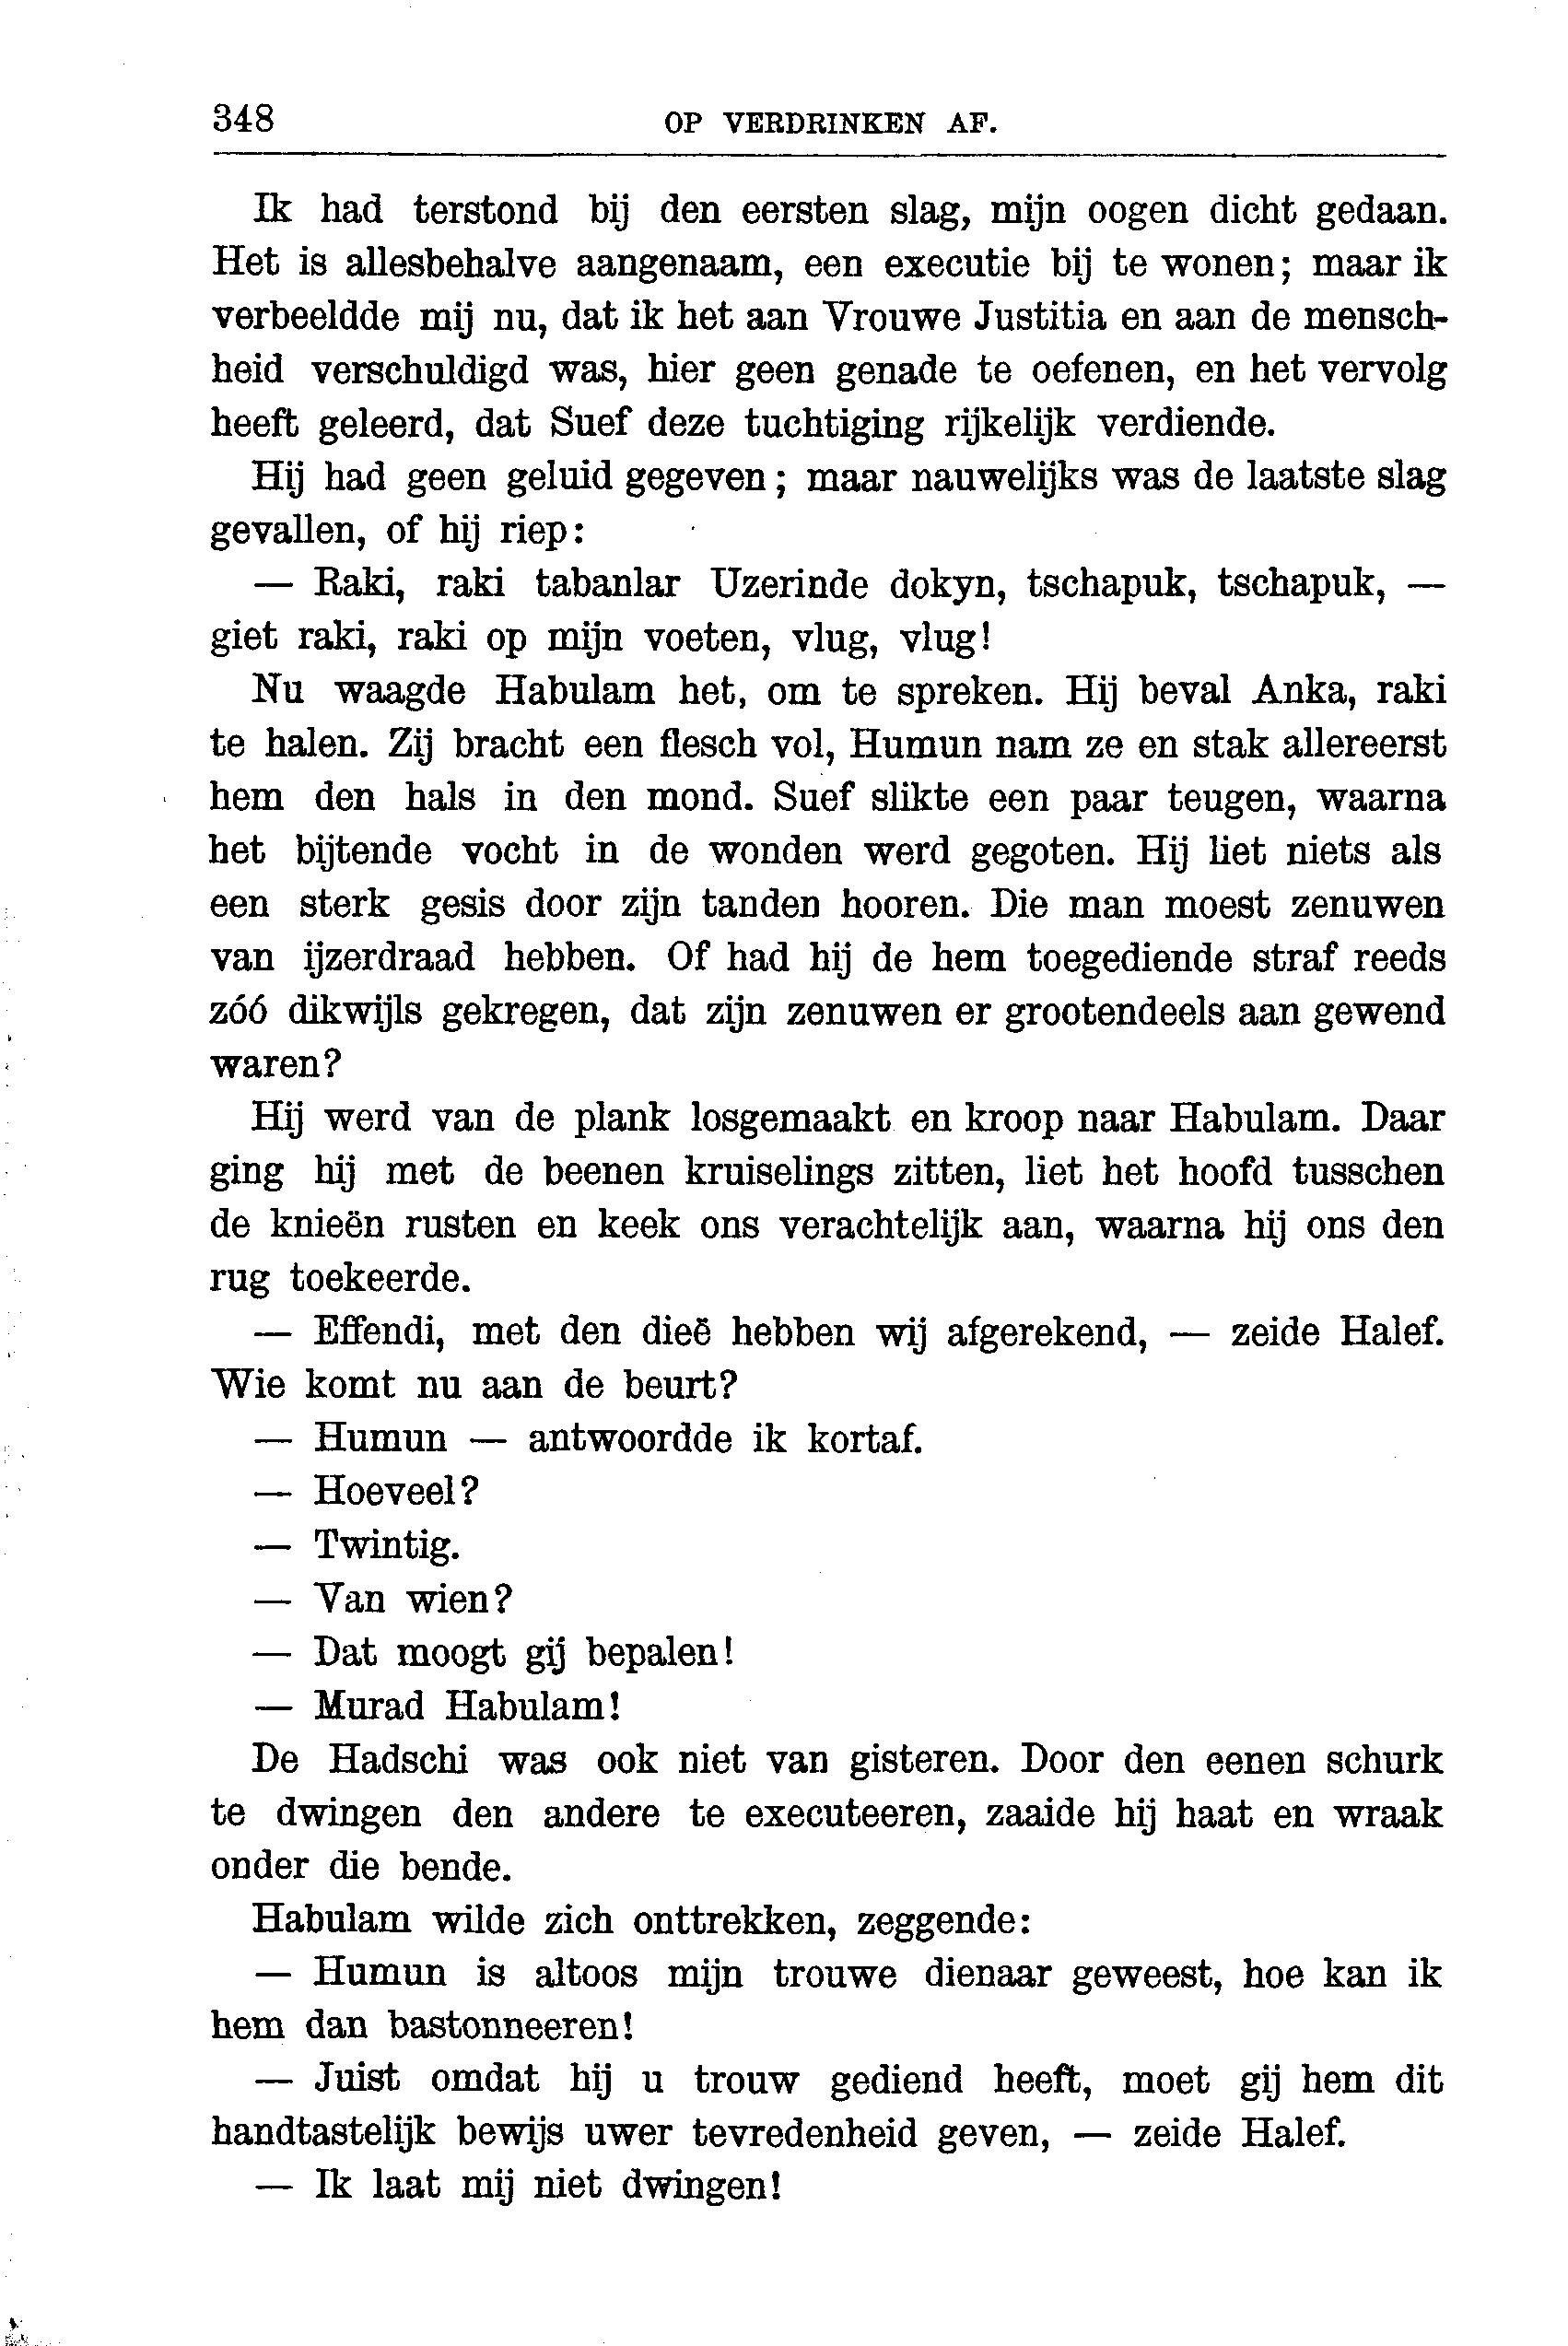 348 OP VERDRINKEN AF.
Ik had terstond bij den eersten slag, mijn oogen dicht gedaan.
Het is allesbehalve aangenaam, een executie bij te wonen; maar ik
verbeeldde mij nu, dat ik het aan Vrouwe Justitia en aan de mensch-
heid verschuldigd was, hier geen genade te oefenen, en het vervolg
heeft geleerd, dat Suef deze tuchtiging rijkelijk verdiende.
Hij had geen geluid gegeven; maar nauwelijks was de laatste slag
gevallen, of hij riep:
— Raki, raki tabanlar Uzerinde dokyn, tschapuk, tschapuk, —
giet raki, raki op mijn voeten, vlug, vlug!
Nu waagde Habulam het, om te spreken. Hij beval Anka, raki
te halen. Zij bracht een flesch vol, Humun nam ze en stak allereerst
hem den hals in den mond. Suef slikte een paar teugen, waarna
het bijtende vocht in de wonden werd gegoten. Hij liet niets als
een sterk gesis door zijn tanden hooren. Die man moest zenuwen
van ijzerdraad hebben. Of had hij de hem toegediende straf reeds
zóó dikwijls gekregen, dat zijn zenuwen er grootendeels aan gewend
waren?
Hij werd van de plank losgemaakt en kroop naar Habulam. Daar
ging hij met de beenen kruiselings zitten, liet het hoofd tusschen
de knieën rusten en keek ons verachtelijk aan, waarna hij ons den
rug toekeerde.
— Effendi, met den dieë hebben wij afgerekend, — zeide Halef.
Wie komt nu aan de beurt?
— Humun — antwoordde ik kortaf.
— Hoeveel?
— Twintig.
— Van wien?
— Dat moogt gij bepalen!
— Murad Habulam!
De Hadschi was ook niet van gisteren. Door den eenen schurk
te dwingen den andere te executeeren, zaaide hij haat en wraak
onder die bende.
Habulam wilde zich onttrekken, zeggende:
— Humun is altoos mijn trouwe dienaar geweest, hoe kan ik
hem dan bastonneeren!
— Juist omdat hij u trouw gediend heeft, moet gij hem dit
handtastelijk bewijs uwer tevredenheid geven, — zeide Halef.
— Ik laat mij niet dwingen!